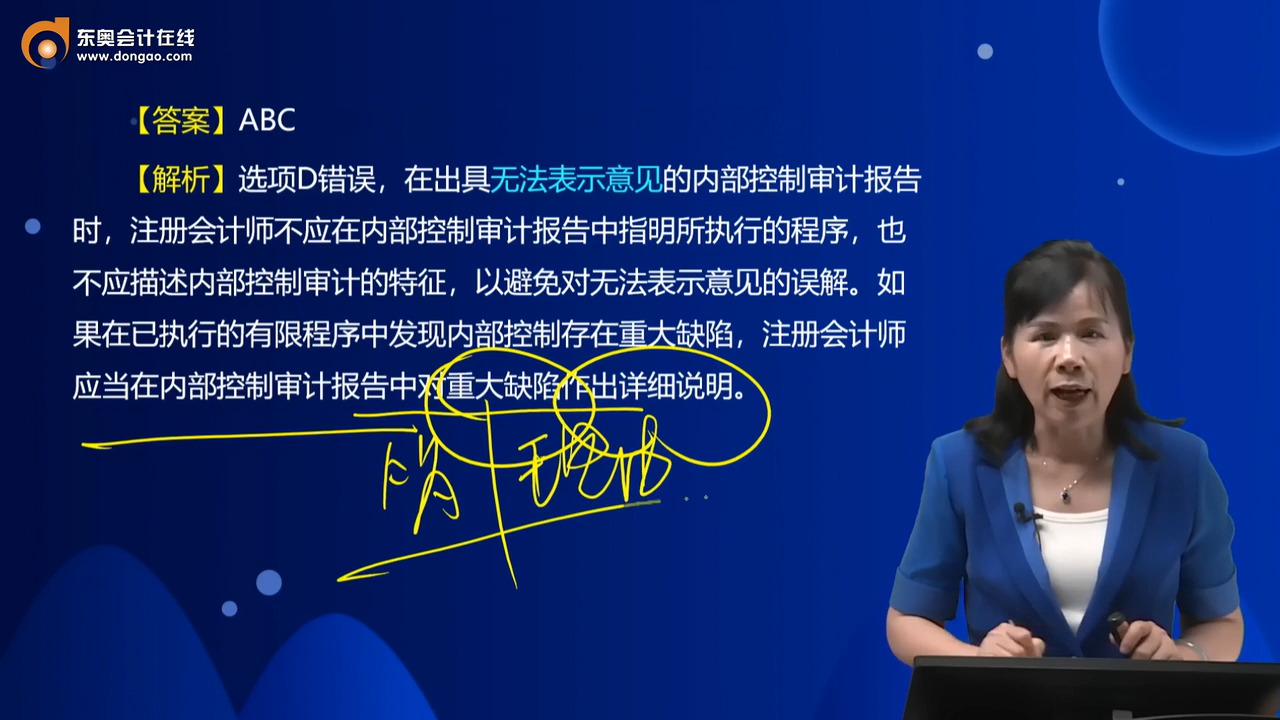 东奥会计在线
www.dongao.com
【答案】ABC
【解析】选项D错误，在出具无法表示意见的内部控制审计报告
时，注册会计师不应在内部控制审计报告中指明所执行的程序，也
不应描述内部控制审计的特征，以避免对无法表示意见的误解。如
果在已执行的有限程序中发现内部控制存在重大缺陷，注册会计师
应当在内部控制审计报告中对重大缺陷作出详细说明。